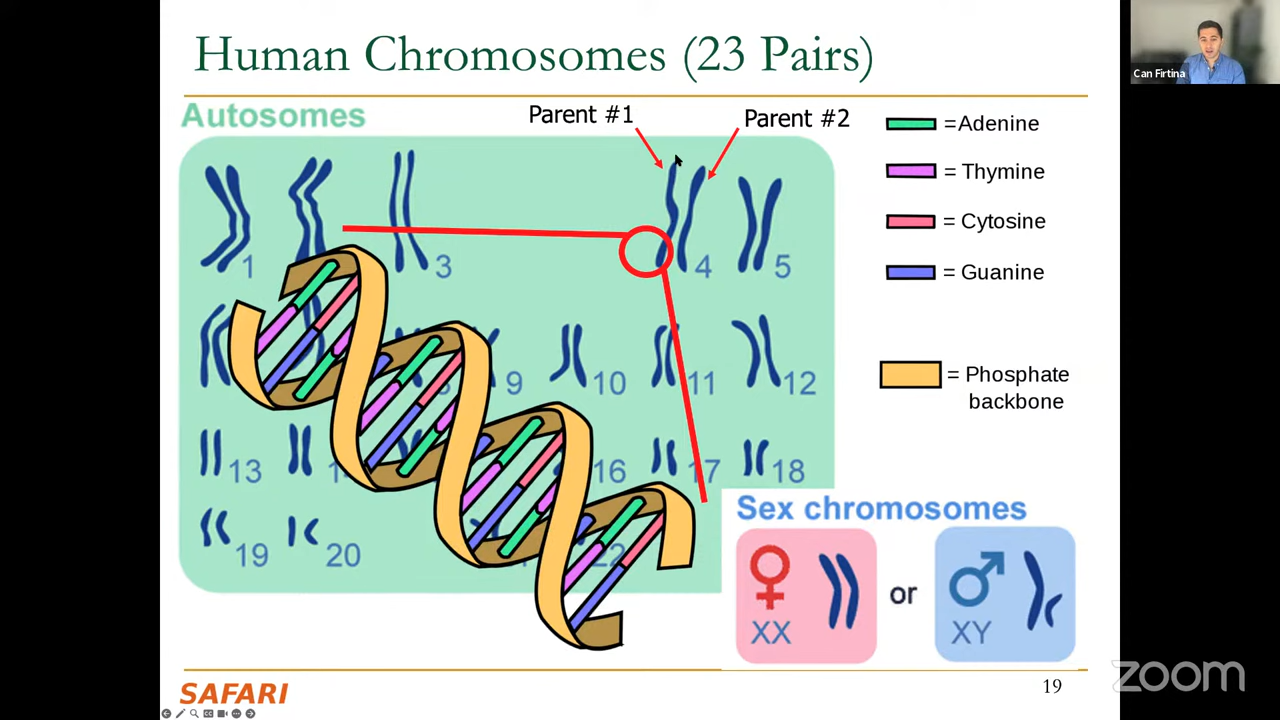 Human Chromosomes (23 Pairs)
Can Firtina
Autosomes
Parent #1
Parent #2
=Adenine
= Thymine
= Cytosine
= Guanine
= Phosphate
backbone
1
3
4
5
9
10
11
12
13
16
17
18
19
20
22
Sex chromosomes
XX
or
XY
SAFARI
19
zoom